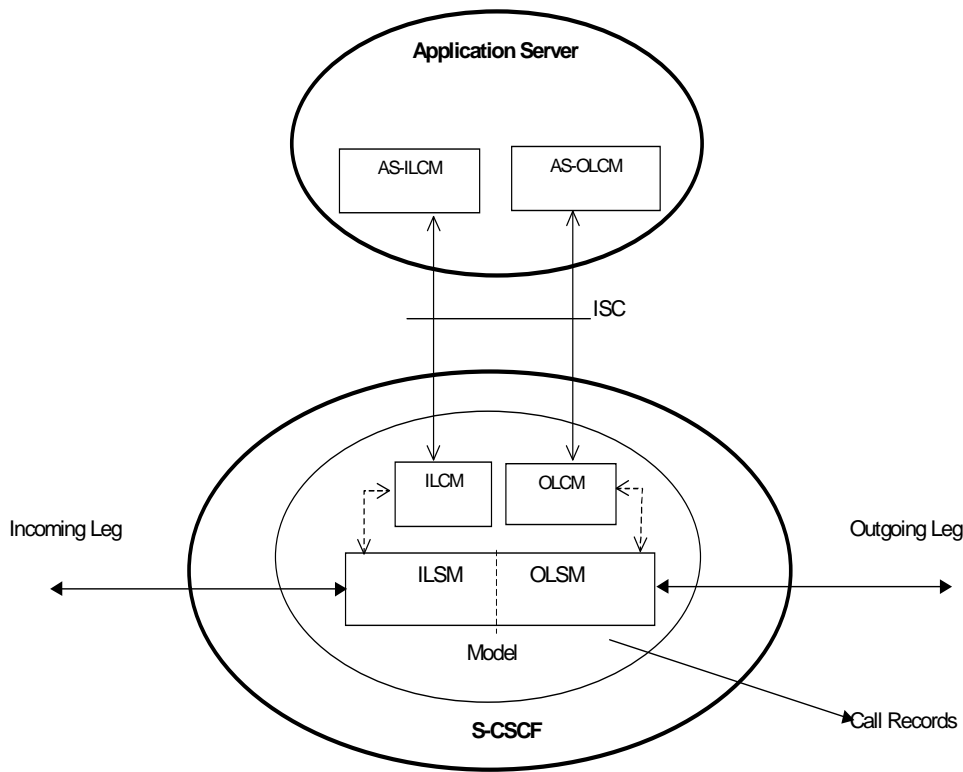 Application Server
AS-ILCM
AS-OLCM
ISC
ILCM
OLCM
Incoming Leg
Outgoing Leg
ILSM
OLSM
Model
S-CSCF
Call Records